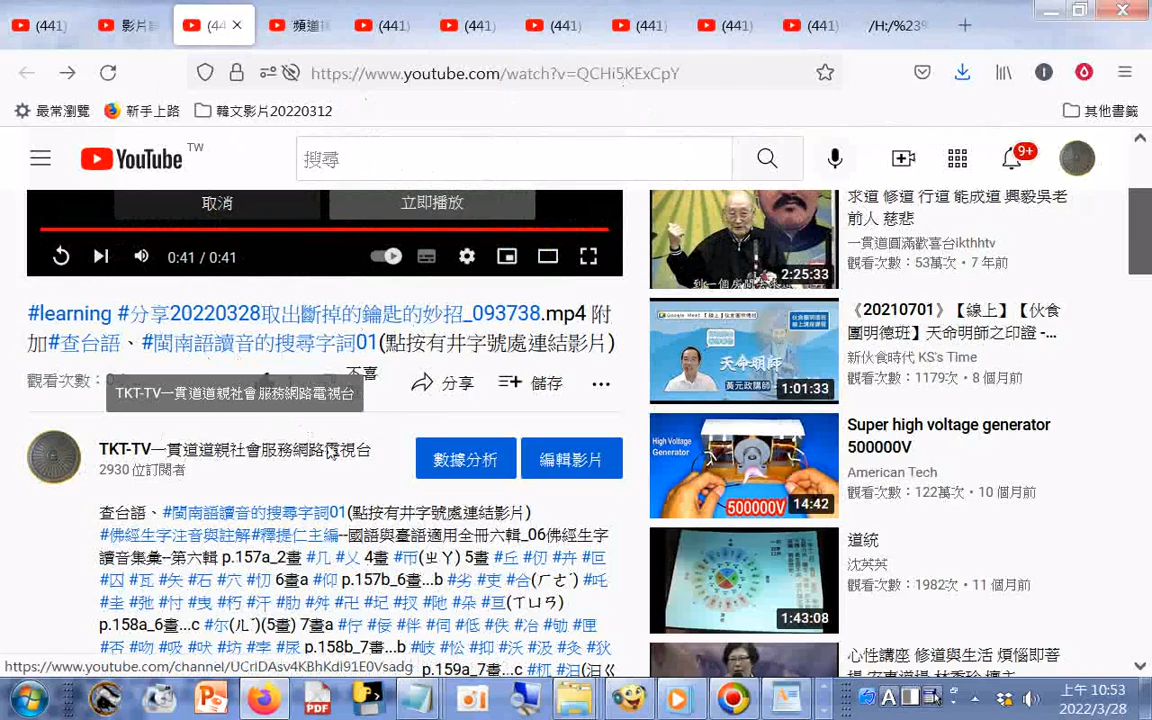 (441)
影片
(44
頻道
(441)
(441)
(441)
(441)
(441)
(441)
/H:/%23
https://www.youtube.com/watch?v=QCHi5KExCpY
最常瀏覽
新手上路
韓文影片20220312
其他書籤
YouTube TW
搜尋
9+
取消
立即播放
0:41 / 0:41
#learning #分享20220328取出斷掉的鑰匙的妙招_093738.mp4 附
加#查台語、#閩南語讀音的搜尋字詞01(點按有井字號處連結影片)
觀看次數：
不喜
分享
儲存
TKT-TV一貫道道親社會服務網路電視台
TKT-TV一貫道道親社會服務網路電視台
2930 位訂閱者
數據分析
編輯影片
查台語、#閩南語讀音的搜尋字詞01(點按有井字號處連結影片)
#佛經生字注音與註解#釋提仁主編--國語與臺語適用全冊六輯_06佛經生字
讀音集彙--第六輯 p.157a_2畫 #几 #乂 4畫 #帀(ㄓㄚ) 5畫 #丘 #仞 #卉 #叵
#囚 #瓦 #矢 #石 #穴 #忉 6畫a #仰 p.157b_6畫...b #劣 #吏 #合(ㄏㄜˊ) #吒
#圭 #弛 #忖 #曳 #朽 #汗 #肋 #舛 #卍 #圮 #扠 #阤 #朵 #亘(ㄒㄩㄢ)
p.158a_6畫...c #尔(ㄦˇ)(5畫) 7畫a #佇 #佞 #伴 #伺 #低 #佚 #冶 #劬 #匣
#否 #吻 #吸 #吠 #坊 #孛 #尿 p.158b_7畫...b #岐 #忪 #抑 #沃 #汲 #灸 #狄
p.159a_7畫...c #杠 #汨(ㄇ
求道 修道 行道 能成道 興毅吳老
前人 慈悲
一貫道圓滿歡喜台ikthhtv
觀看次數：53萬次・7 年前
2:25:33
《20210701》【線上】【伙食
團明德班】天命明師之印證 -...
新伙食時代 KS's Time
觀看次數：1179次・8 個月前
天命明師
黃元政講師
1:01:33
Super high voltage generator
500000V
American Tech
觀看次數：122萬次・10 個月前
High Voltage
Generator
500000V
14:42
道統
沈英英
觀看次數：1982次・11 個月前
1:43:08
心性講座 修道與生活 煩惱即菩
https://www.youtube.com/channel/UCrIDAsv4KBhKdi91E0Vsadg
上午 10:53
2022/3/28